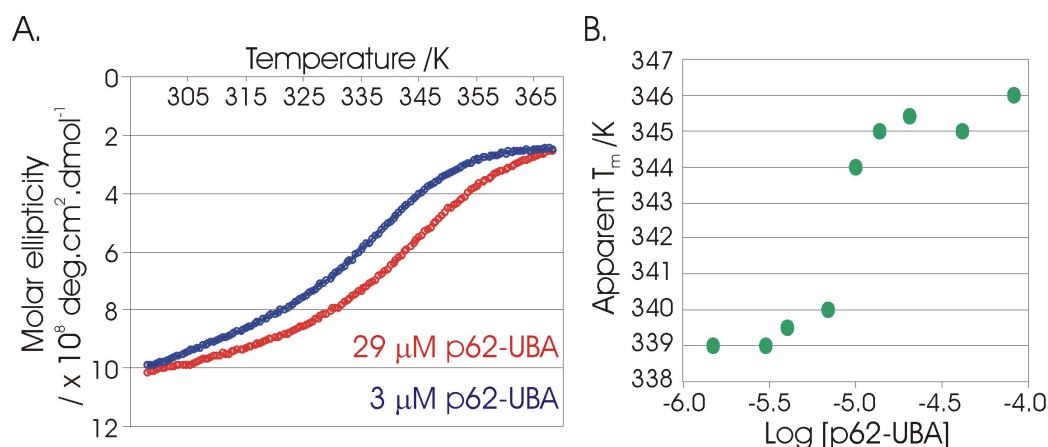 A.
Temperature /K
0
305 315 325 335 345 355 365
2
4
6
8
10
12
Molar ellipticity
/ x 10⁸ deg.cm².dmol⁻¹
29 µM p62-UBA
3 µM p62-UBA
B.
347
346
345
344
343
342
341
340
339
338
Apparent Tₘ /K
-6.0 -5.5 -5.0 -4.5 -4.0
Log [p62-UBA]